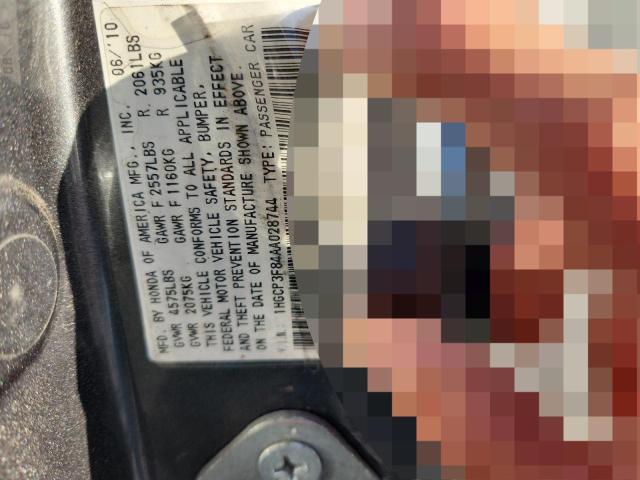 MFD. BY HONDA OF AMERICA MFG., INC. 06/'10
GVWR 4575LBS GAWR F 2557LBS R. 2061LBS
GVWR 2075KG GAWR F 1160KG R 935KG
THIS VEHICLE CONFORMS TO ALL APPLICABLE
FEDERAL MOTOR VEHICLE SAFETY, BUMPER,
AND THEFT PREVENTION STANDARDS IN EFFECT
ON THE DATE OF MANUFACTURE SHOWN ABOVE.
V.I.N.: 1HGCP3F84AA028744 TYPE: PASSENGER CAR